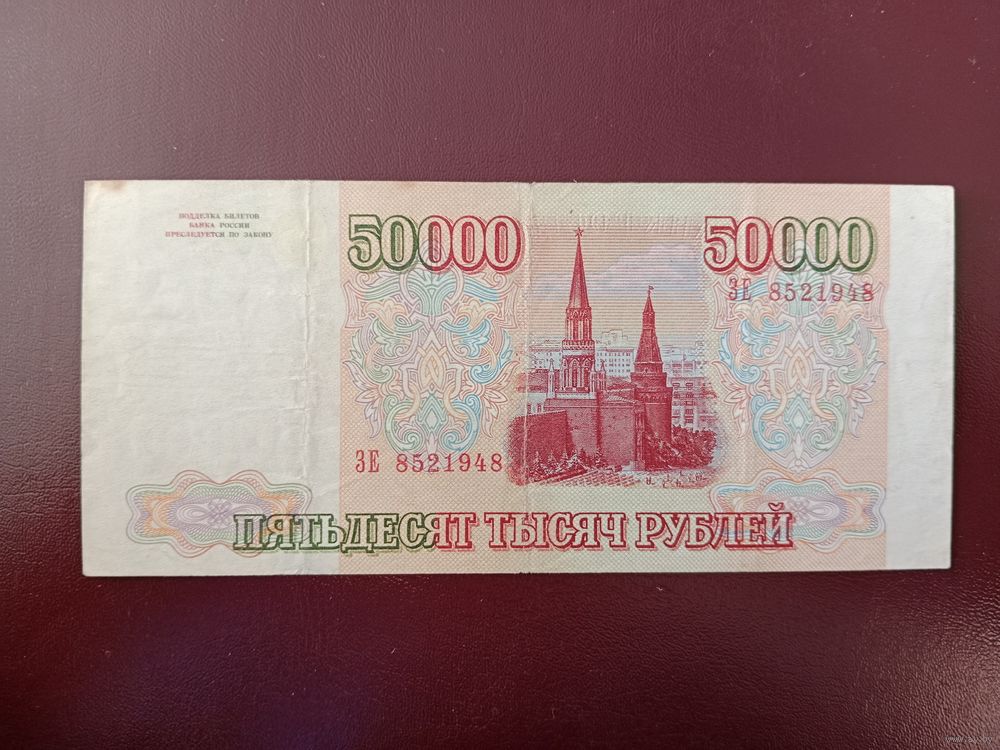 ПОДДЕЛКА БИЛЕТОВ
БАНКА РОССИИ
ПРЕСЛЕДУЕТСЯ ПО ЗАКОНУ
50000
50000
ЗЕ 8521948
ЗЕ 8521948
ПЯТЬДЕСЯТ ТЫСЯЧ РУБЛЕЙ